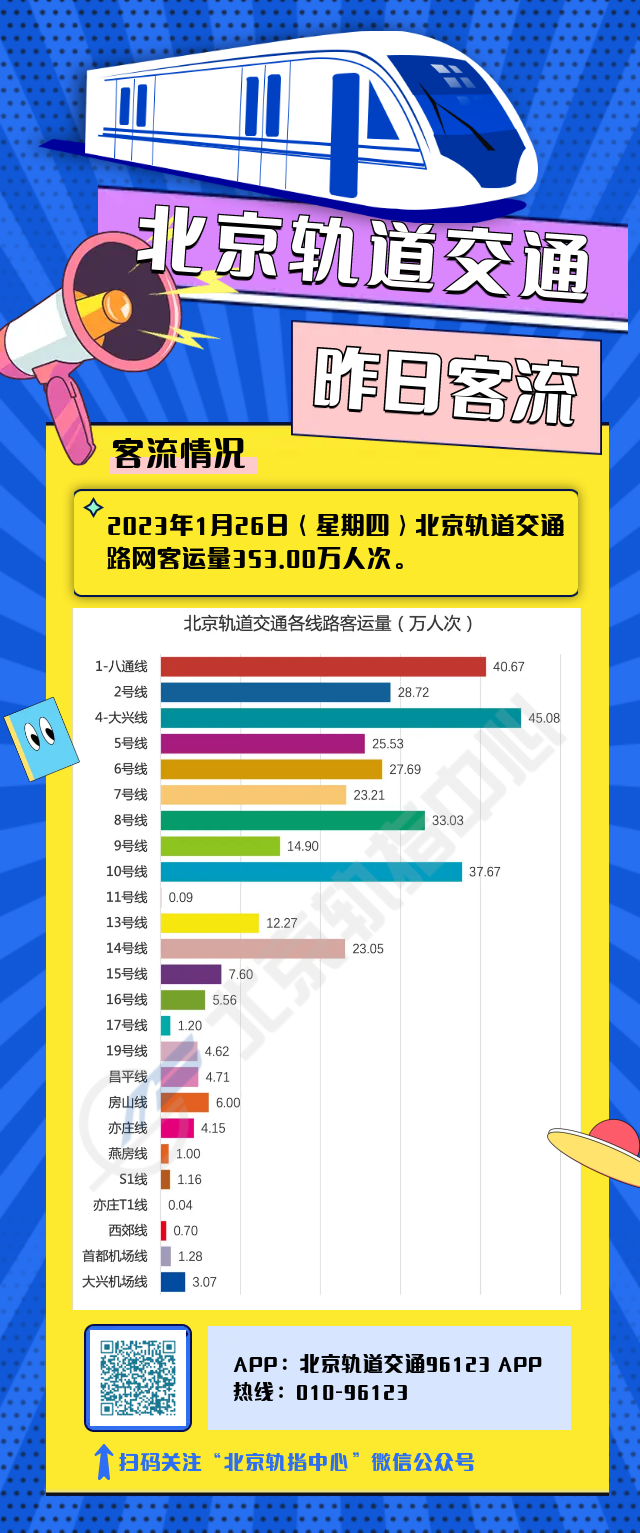 北京轨道交通
昨日客流
客流情况
2023年1月26日（星期四）北京轨道交通
路网客运量353.00万人次。
北京轨道交通各线路客运量（万人次）
1-八通线 40.67
2号线 28.72
4-大兴线 45.08
5号线 25.53
6号线 27.69
7号线 23.21
8号线 33.03
9号线 14.90
10号线 37.67
11号线 0.09
13号线 12.27
14号线 23.05
15号线 7.60
16号线 5.56
17号线 1.20
19号线 4.62
昌平线 4.71
房山线 6.00
亦庄线 4.15
燕房线 1.00
S1线 1.16
亦庄T1线 0.04
西郊线 0.70
首都机场线 1.28
大兴机场线 3.07
北京轨指中心
APP：北京轨道交通96123 APP
热线：010-96123
扫码关注“北京轨指中心”微信公众号